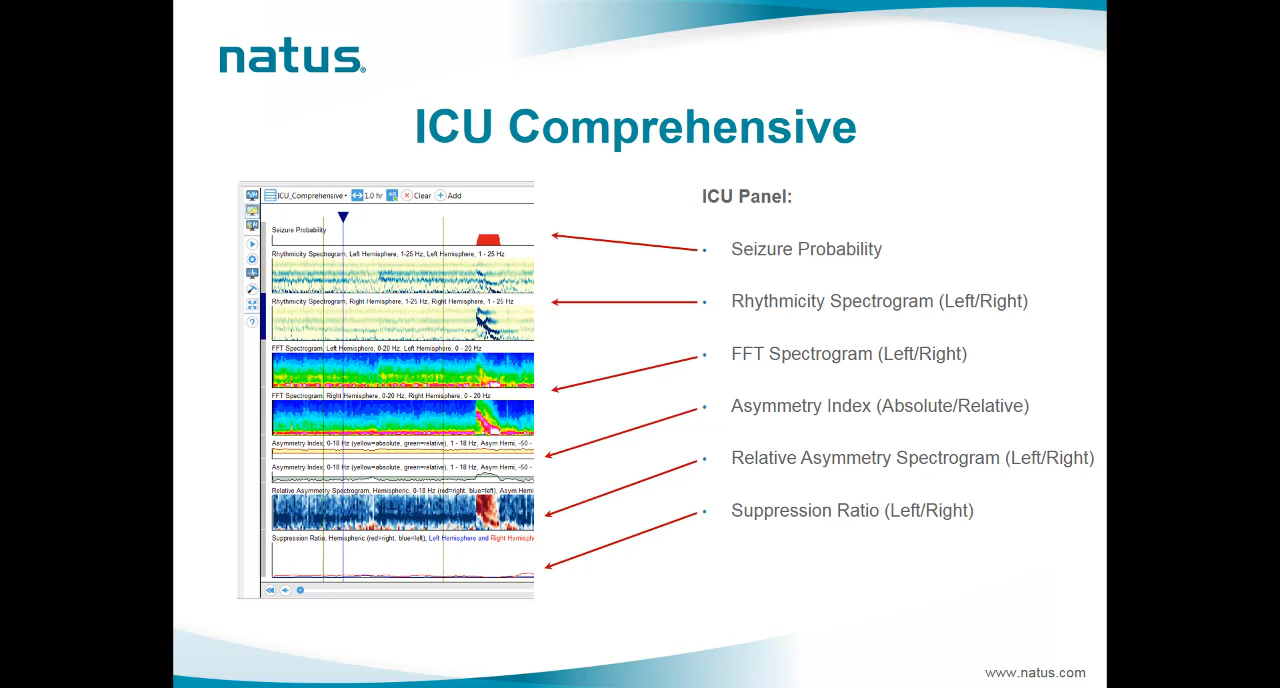 natus®
ICU Comprehensive
ICU_Comprehensive 1.0 hr AR Clear Add
Seizure Probability
Rhythmicity Spectrogram, Left Hemisphere, 1-25 Hz, Left Hemisphere, 1 - 25 Hz
Rhythmicity Spectrogram, Right Hemisphere, 1-25 Hz, Right Hemisphere, 1 - 25 Hz
FFT Spectrogram, Left Hemisphere, 0-20 Hz, Left Hemisphere, 0 - 20 Hz
FFT Spectrogram, Right Hemisphere, 0-20 Hz, Right Hemisphere, 0 - 20 Hz
Asymmetry Index, 0-18 Hz (yellow=absolute, green=relative), 1 - 18 Hz, Asym Hemi, -50 -
Asymmetry Index, 0-18 Hz (yellow=absolute, green=relative), 1 - 18 Hz, Asym Hemi, -50 -
Relative Asymmetry Spectrogram, Hemispheric, 0-18 Hz (red=right, blue=left), Asym Hemi
Suppression Ratio, Hemispheric (red=right, blue=left), Left Hemisphere and Right Hemisphe
ICU Panel:
• Seizure Probability
• Rhythmicity Spectrogram (Left/Right)
• FFT Spectrogram (Left/Right)
• Asymmetry Index (Absolute/Relative)
• Relative Asymmetry Spectrogram (Left/Right)
• Suppression Ratio (Left/Right)
www.natus.com